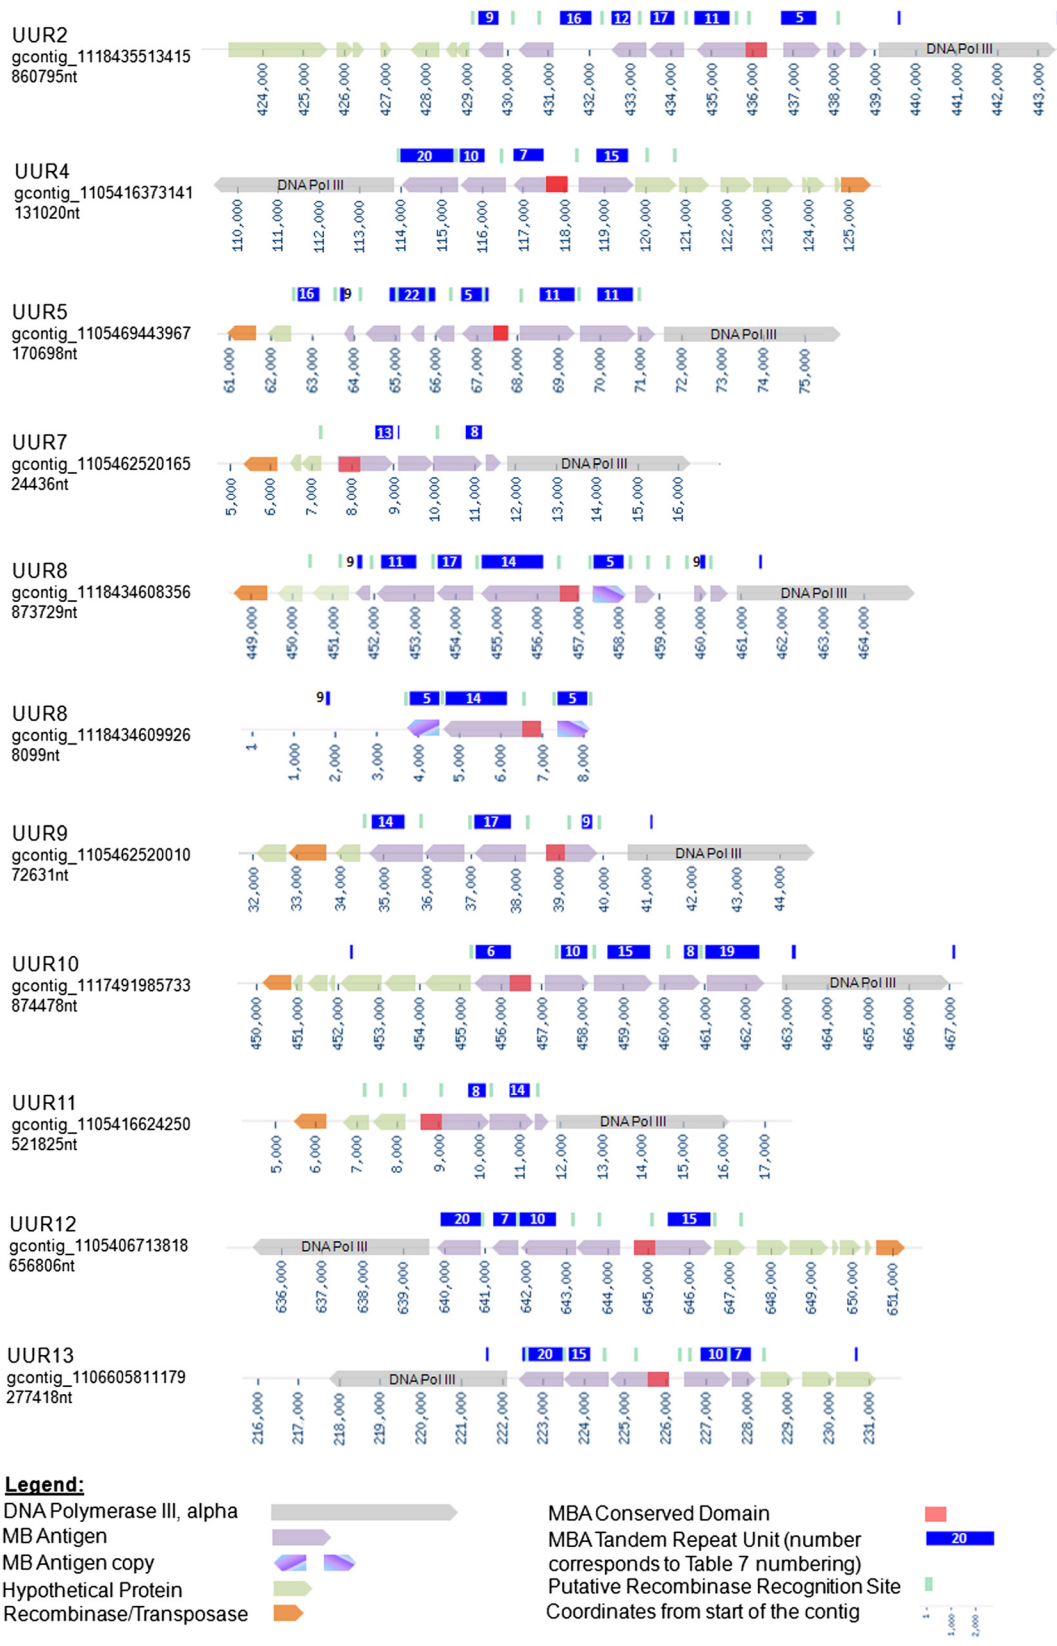 9 16 12 17 11 5
UUR2
gcontig_1118435513415
860795nt
DNA Pol III
424,000 425,000 426,000 427,000 428,000 429,000 430,000 431,000 432,000 433,000 434,000 435,000 436,000 437,000 438,000 439,000 440,000 441,000 442,000 443,000
20 10 7 15
UUR4
gcontig_1105416373141
131020nt
DNA Pol III
110,000 111,000 112,000 113,000 114,000 115,000 116,000 117,000 118,000 119,000 120,000 121,000 122,000 123,000 124,000 125,000
16 9 22 5 11 11
UUR5
gcontig_1105469443967
170698nt
DNA Pol III
61,000 62,000 63,000 64,000 65,000 66,000 67,000 68,000 69,000 70,000 71,000 72,000 73,000 74,000 75,000
13 8
UUR7
gcontig_1105462520165
24436nt
DNA Pol III
5,000 6,000 7,000 8,000 9,000 10,000 11,000 12,000 13,000 14,000 15,000 16,000
9 11 17 14 5 9
UUR8
gcontig_1118434608356
873729nt
DNA Pol III
449,000 450,000 451,000 452,000 453,000 454,000 455,000 456,000 457,000 458,000 459,000 460,000 461,000 462,000 463,000 464,000
9 5 14 5
UUR8
gcontig_1118434609926
8099nt
1 1,000 2,000 3,000 4,000 5,000 6,000 7,000 8,000
14 17 9
UUR9
gcontig_1105462520010
72631nt
DNA Pol III
32,000 33,000 34,000 35,000 36,000 37,000 38,000 39,000 40,000 41,000 42,000 43,000 44,000
6 10 15 8 19
UUR10
gcontig_1117491985733
874478nt
DNA Pol III
450,000 451,000 452,000 453,000 454,000 455,000 456,000 457,000 458,000 459,000 460,000 461,000 462,000 463,000 464,000 465,000 466,000 467,000
8 14
UUR11
gcontig_1105416624250
521825nt
DNA Pol III
5,000 6,000 7,000 8,000 9,000 10,000 11,000 12,000 13,000 14,000 15,000 16,000 17,000
20 7 10 15
UUR12
gcontig_1105406713818
656806nt
DNA Pol III
636,000 637,000 638,000 639,000 640,000 641,000 642,000 643,000 644,000 645,000 646,000 647,000 648,000 649,000 650,000 651,000
20 15 10 7
UUR13
gcontig_1106605811179
277418nt
DNA Pol III
216,000 217,000 218,000 219,000 220,000 221,000 222,000 223,000 224,000 225,000 226,000 227,000 228,000 229,000 230,000 231,000
Legend:
DNA Polymerase III, alpha
MB Antigen
MB Antigen copy
Hypothetical Protein
Recombinase/Transposase
MBA Conserved Domain
MBA Tandem Repeat Unit (number
corresponds to Table 7 numbering)
20
Putative Recombinase Recognition Site
Coordinates from start of the contig
1 1,000 2,000